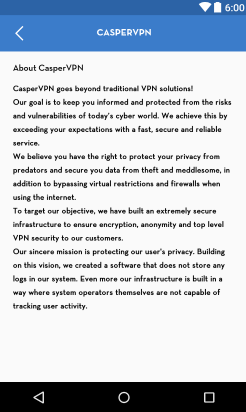 6:00
CASPERVPN
About CasperVPN
CasperVPN goes beyond traditional VPN solutions!
Our goal is to keep you informed and protected from the risks
and vulnerabilities of today's cyber world. We achieve this by
exceeding your expectations with a fast, secure and reliable
service.
We believe you have the right to protect your privacy from
predators and secure you data from theft and meddlesome, in
addition to bypassing virtual restrictions and firewalls when
using the internet.
To target our objective, we have built an extremely secure
infrastructure to ensure encryption, anonymity and top level
VPN security to our customers.
Our sincere mission is protecting our user's privacy. Building
on this vision, we created a software that does not store any
logs in our system. Even more our infrastructure is built in a
way where system operators themselves are not capable of
tracking user activity.